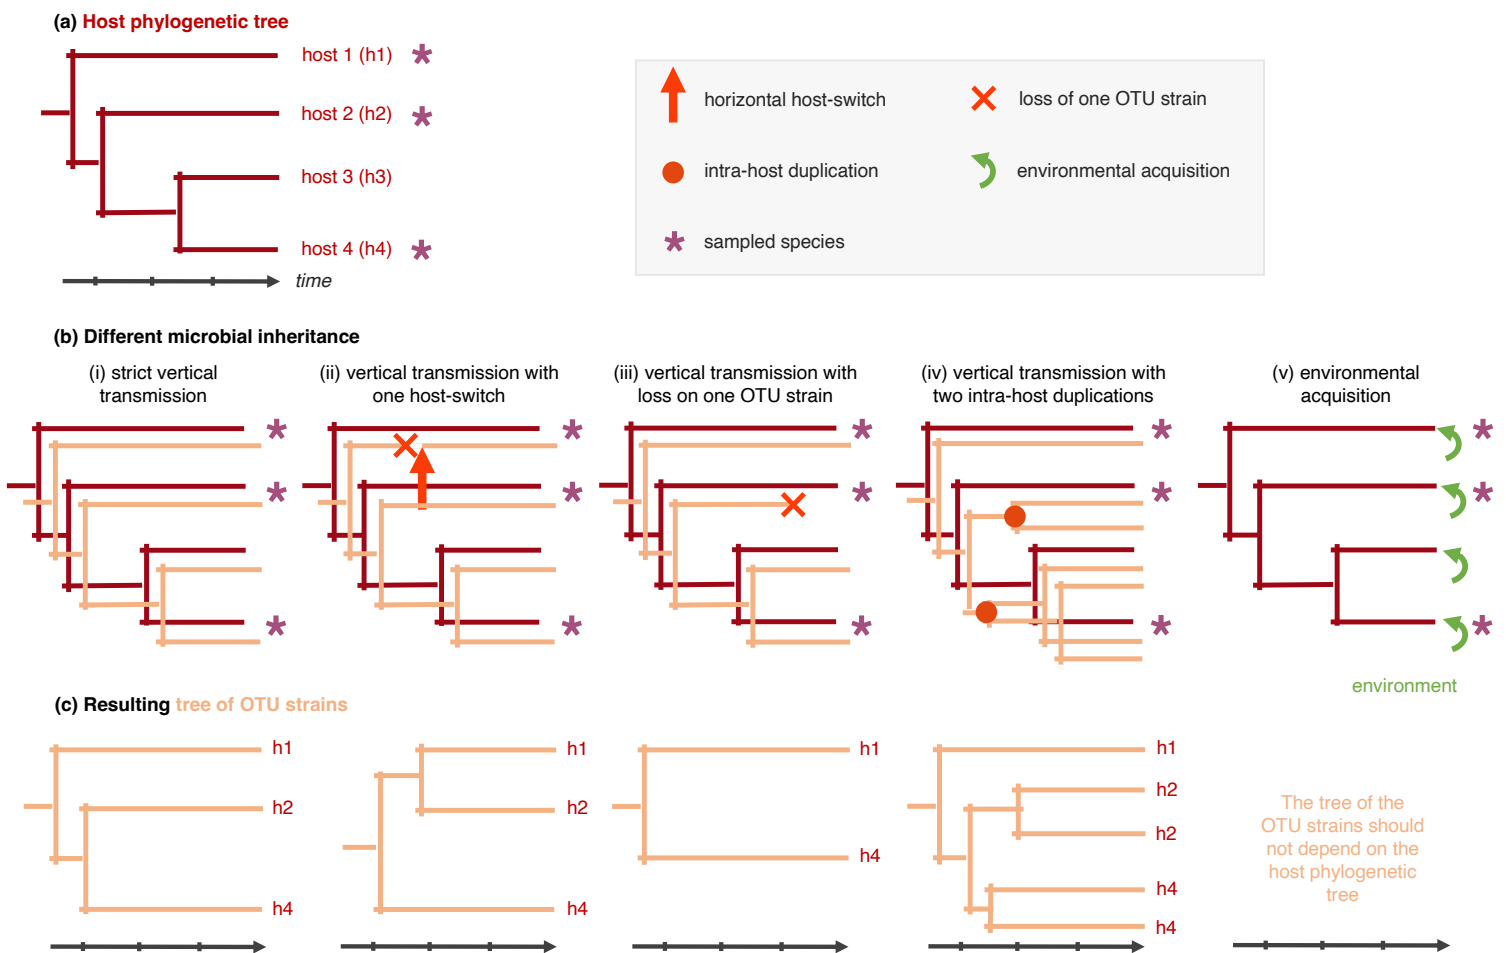 (a) Host phylogenetic tree
host 1 (h1)
host 2 (h2)
host 3 (h3)
host 4 (h4)
time
horizontal host-switch
loss of one OTU strain
intra-host duplication
environmental acquisition
sampled species
(b) Different microbial inheritance
(i) strict vertical
transmission
(ii) vertical transmission with
one host-switch
(iii) vertical transmission with
loss on one OTU strain
(iv) vertical transmission with
two intra-host duplications
(v) environmental
acquisition
environment
(c) Resulting tree of OTU strains
h1
h2
h4
h1
h2
h4
h1
h4
h1
h2
h2
h4
h4
The tree of the
OTU strains should
not depend on the
host phylogenetic
tree